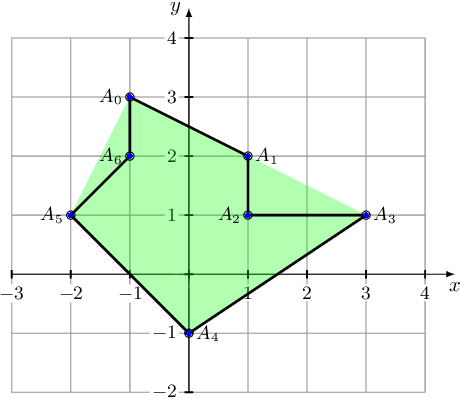 y
4
A₀ 3
A₆ 2 A₁
A₅ 1 A₂ A₃
−3 −2 −1 1 2 3 4 x
−1 A₄
−2